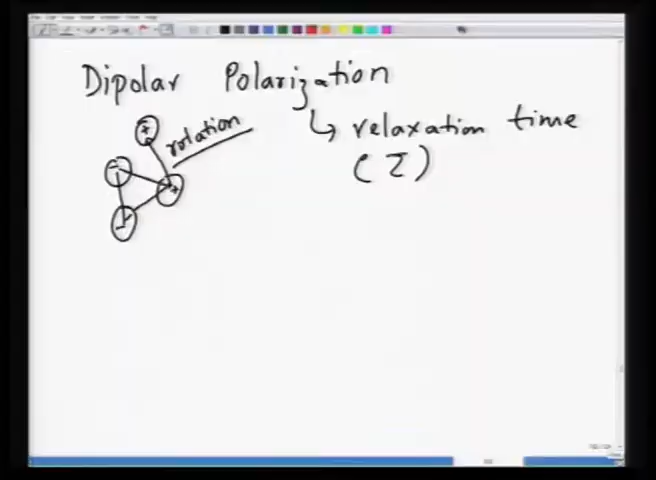 Dipolar Polarization
rotation
↳ relaxation time
(τ)
+
-
+